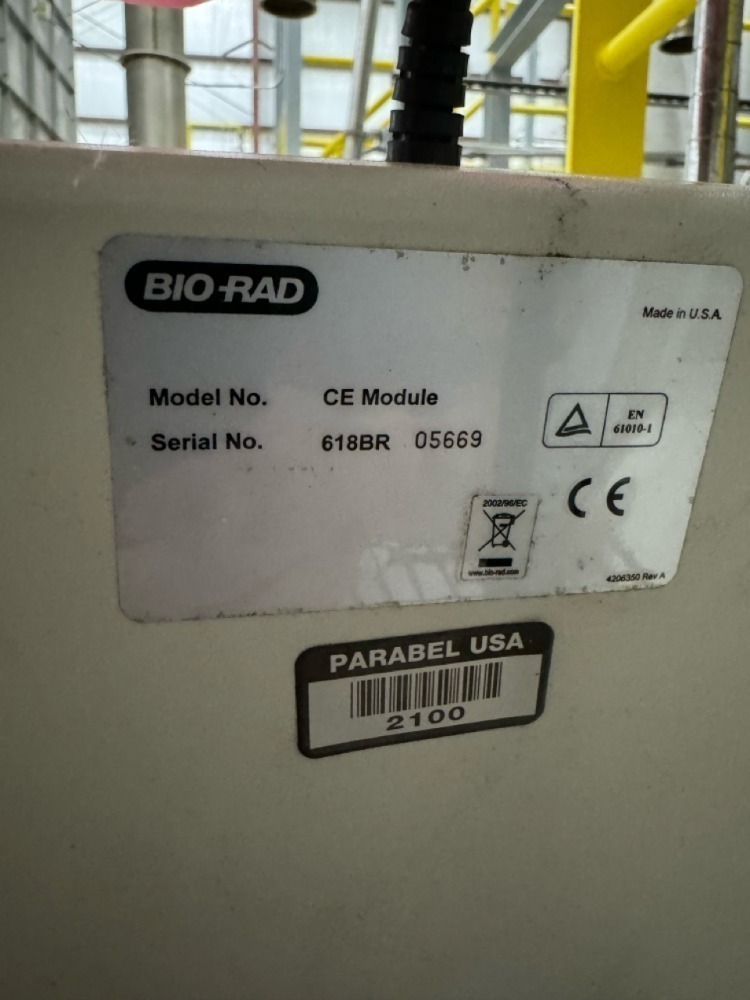 BIO-RAD
Made in U.S.A.
Model No. CE Module
Serial No. 618BR 05669
EN
61010-1
2002/96/EC
CE
www.bio-rad.com
4206350 Rev A
PARABEL USA
2100